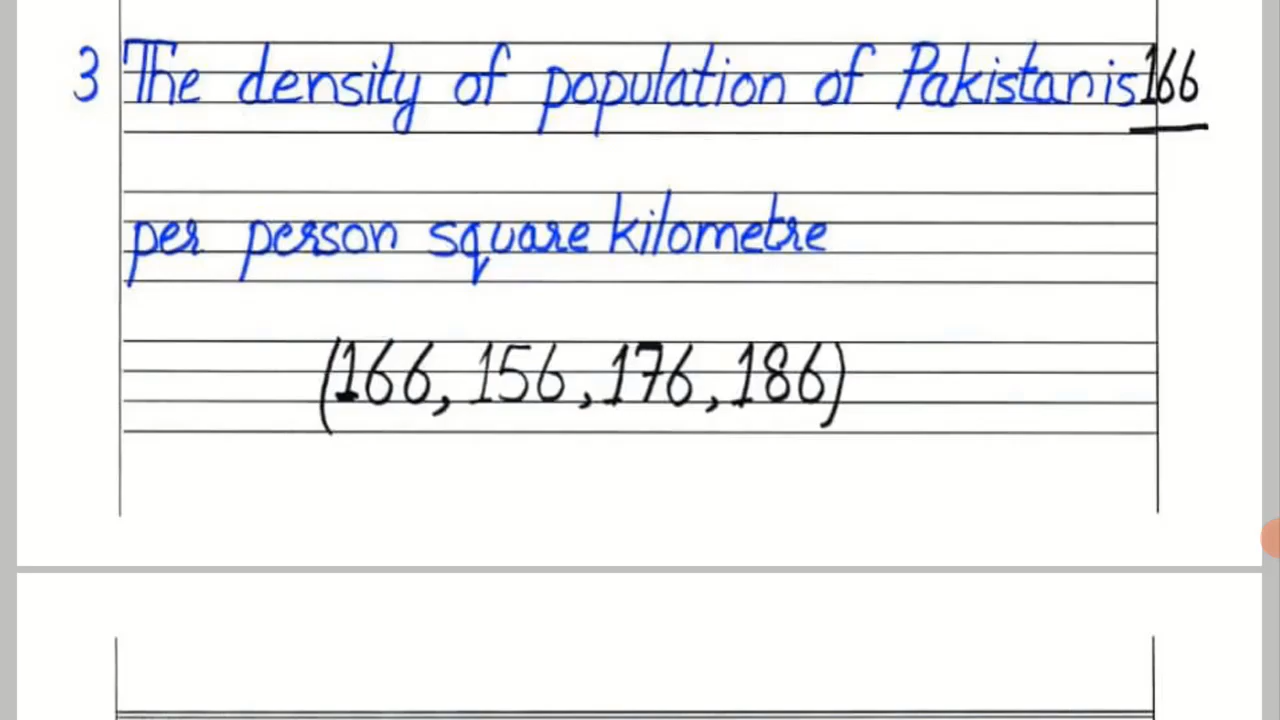 3 The density of population of Pakistan is 166
per person square kilometre
(166, 156, 176, 186)